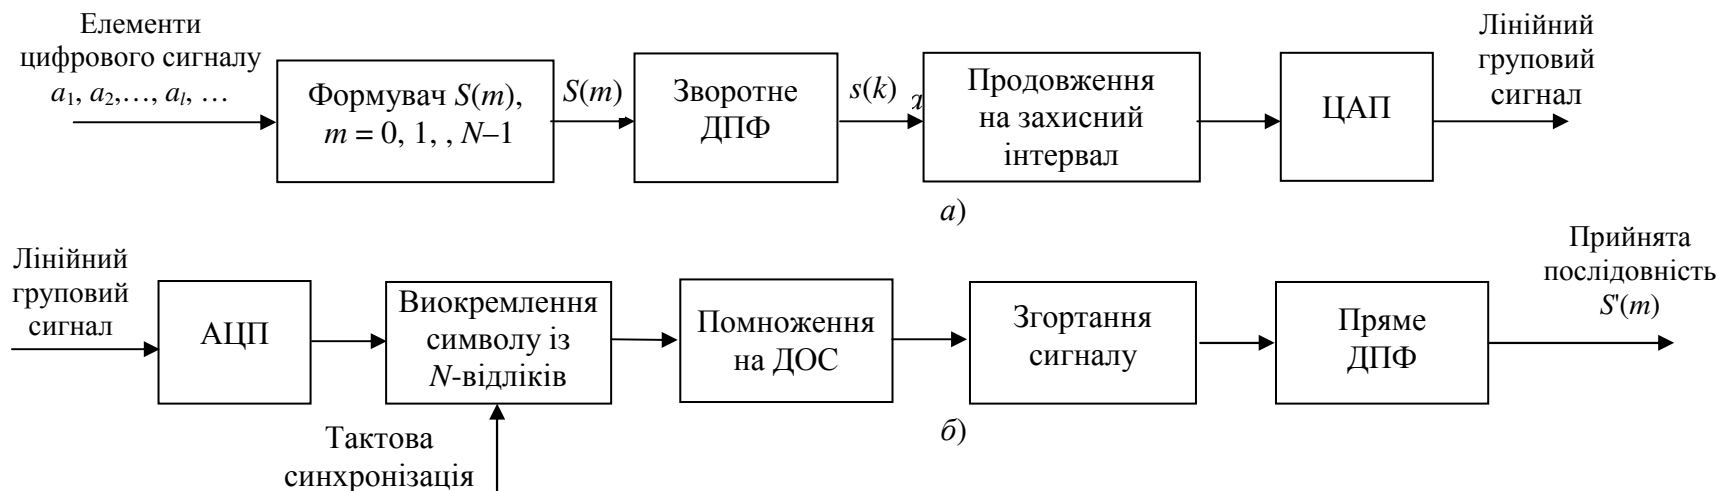 Елементи
цифрового сигналу
a1, a2,…, al, …
Формувач S(m),
m = 0, 1, , N–1
S(m)
Зворотне
ДПФ
s(k)
Продовження
на захисний
інтервал
ЦАП
Лінійний
груповий
сигнал
а)
Лінійний
груповий
сигнал
АЦП
Виокремлення
символу із
N-відліків
Помноження
на ДОС
Згортання
сигналу
Пряме
ДПФ
Прийнята
послідовність
S'(m)
Тактова
синхронізація
б)